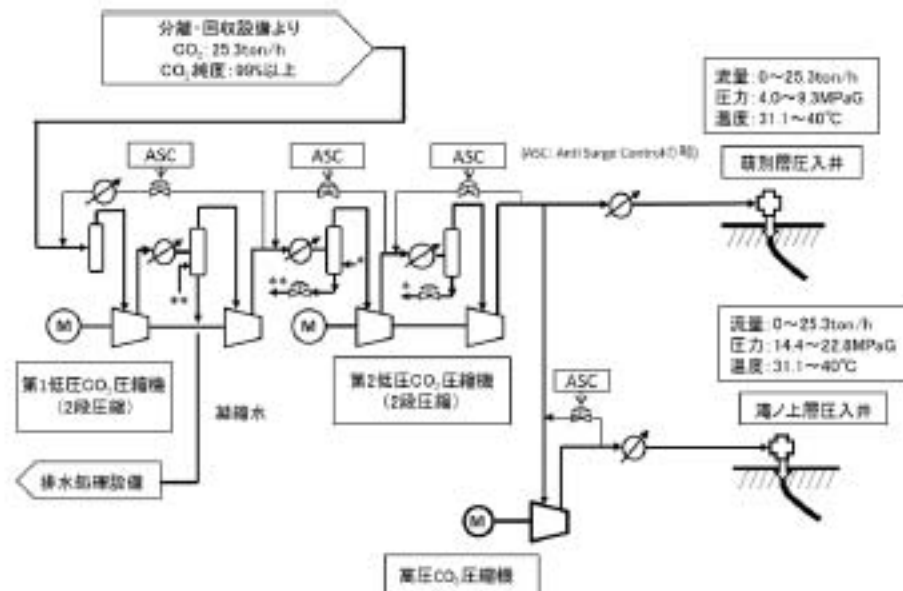 分離・回収設備より
CO₂:25.3ton/h
CO₂純度:99%以上
流量:0～25.3ton/h
圧力:4.0～9.3MPaG
温度:31.1～40℃
ASC
ASC
ASC
(ASC: Anti Surge Controlの略)
萌別層圧入井
**
**
*
*
M
M
流量:0～25.3ton/h
圧力:14.4～22.8MPaG
温度:31.1～40℃
第1低圧CO₂圧縮機
(2段圧縮)
凝縮水
第2低圧CO₂圧縮機
(2段圧縮)
ASC
滝ノ上層圧入井
排水処理設備
M
高圧CO₂圧縮機